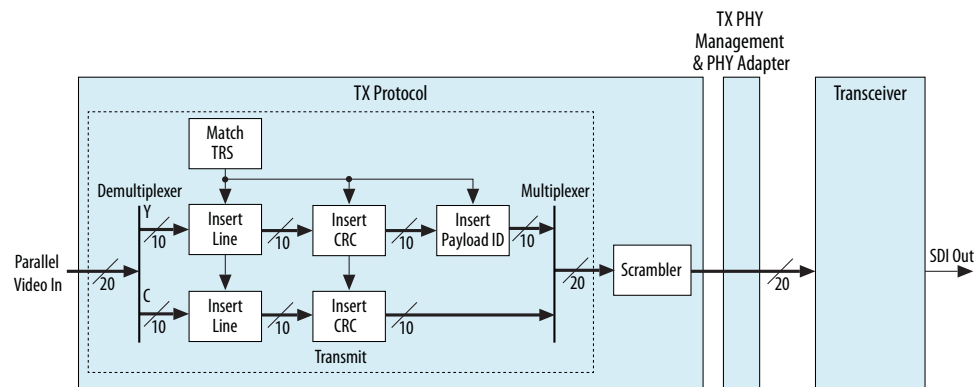 TX PHY
Management
& PHY Adapter
TX Protocol
Transceiver
Match
TRS
Demultiplexer
Multiplexer
Y
Insert
Line
Insert
CRC
Insert
Payload ID
10
10
10
10
Parallel
Video In
20
20
Scrambler
20
SDI Out
C
Insert
Line
Insert
CRC
10
10
10
Transmit